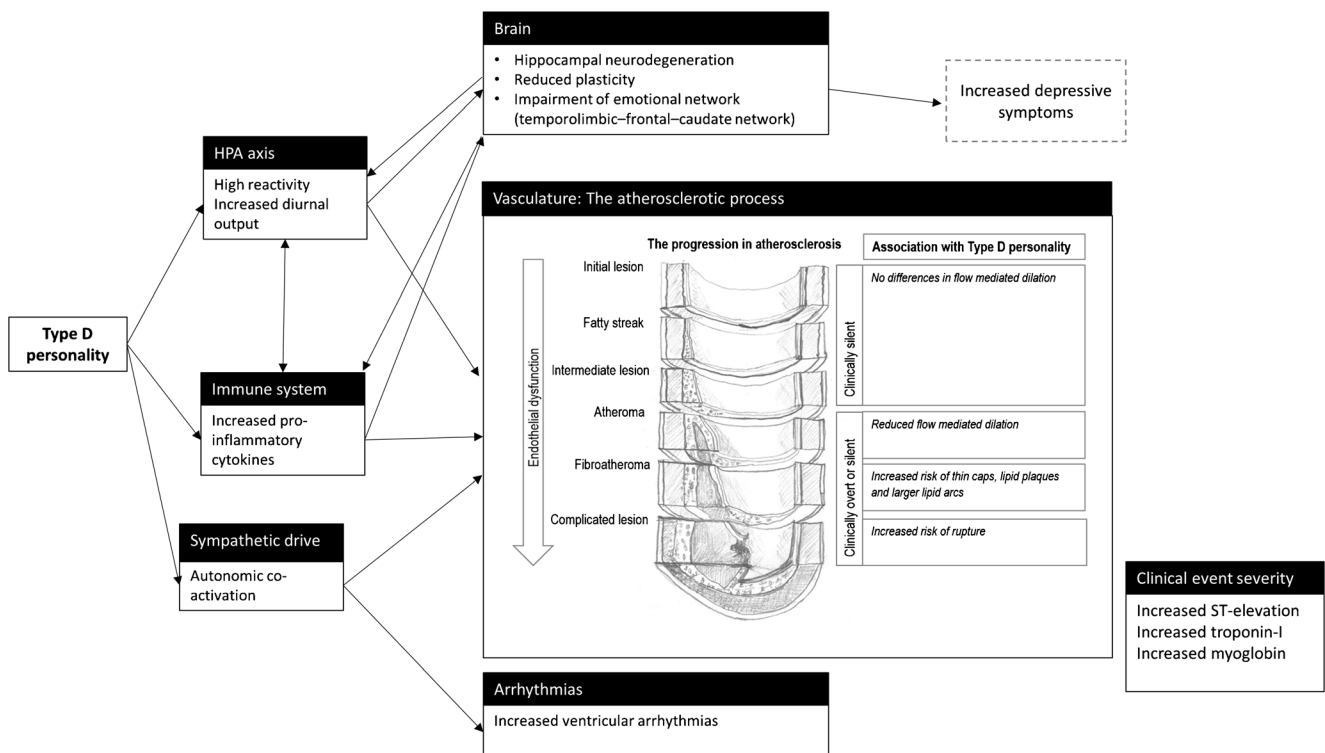 Brain
• Hippocampal neurodegeneration
• Reduced plasticity
• Impairment of emotional network
(temporolimbic–frontal–caudate network)
Increased depressive
symptoms
HPA axis
High reactivity
Increased diurnal
output
Type D
personality
Immune system
Increased pro-
inflammatory
cytokines
Sympathetic drive
Autonomic co-
activation
Vasculature: The atherosclerotic process
The progression in atherosclerosis
Association with Type D personality
Endothelial dysfunction
Initial lesion
Fatty streak
Intermediate lesion
Atheroma
Fibroatheroma
Complicated lesion
Clinically silent
No differences in flow mediated dilation
Clinically overt or silent
Reduced flow mediated dilation
Increased risk of thin caps, lipid plaques
and larger lipid arcs
Increased risk of rupture
Clinical event severity
Increased ST-elevation
Increased troponin-I
Increased myoglobin
Arrhythmias
Increased ventricular arrhythmias